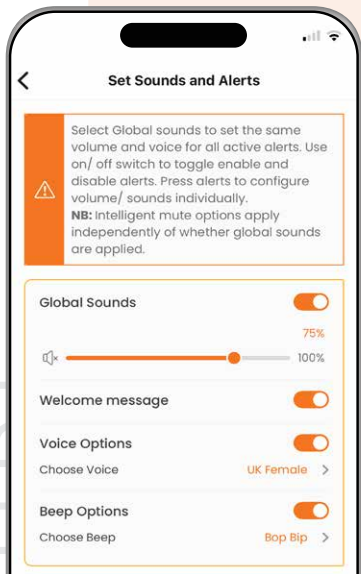 Set Sounds and Alerts
Select Global sounds to set the same
volume and voice for all active alerts. Use
on/ off switch to toggle enable and
disable alerts. Press alerts to configure
volume/ sounds individually.
NB: Intelligent mute options apply
independently of whether global sounds
are applied.
Global Sounds
75%
100%
Welcome message
Voice Options
Choose Voice UK Female >
Beep Options
Choose Beep Bop Bip >